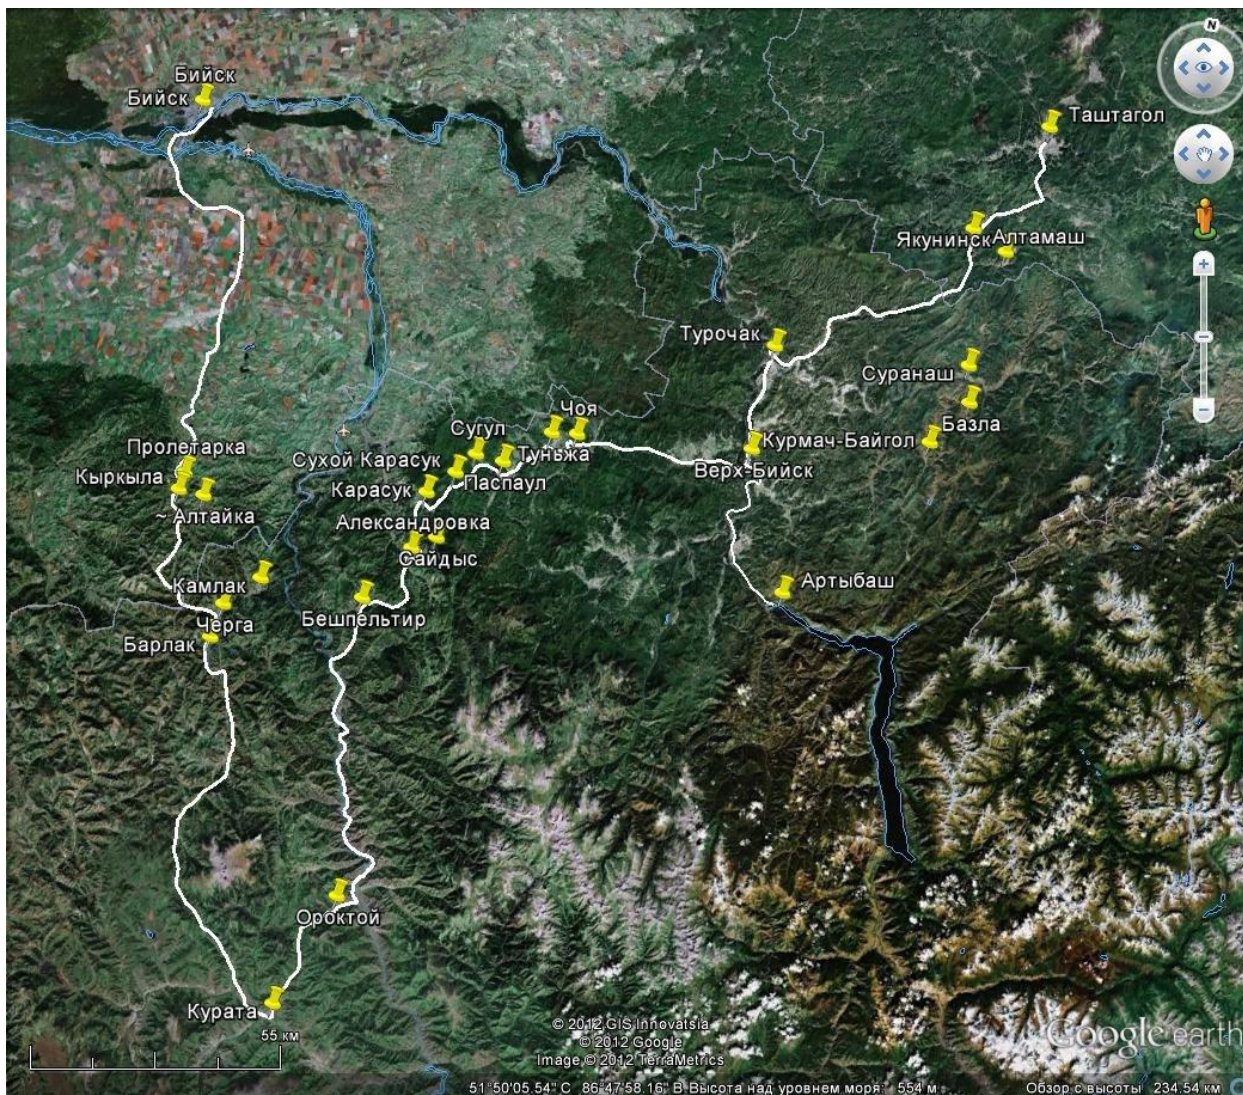 N
Бийск
Бийск
Таштагол
Якунинск
Алтамаш
Турочак
Суранаш
Базла
Чоя
Сугул
Туньжа
Курмач-Байгол
Верх-Бийск
Пролетарка
Сухой Карасук
Кыркыла
Паспаул
Карасук
~ Алтайка
Александровка
Сайдыс
Камлак
Артыбаш
Черга
Бешпельтир
Барлак
Ороктой
Курата
55 км
© 2012 GIS Innovatsia
© 2012 Google
Image © 2012 TerraMetrics
Google earth
51°50'05.54" С 86°47'58.16" В Высота над уровнем моря: 554 м Обзор с высоты 234.54 км